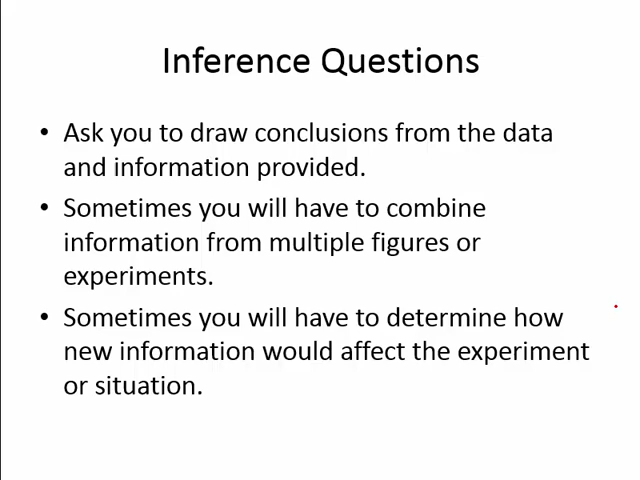 Inference Questions
• Ask you to draw conclusions from the data
and information provided.
• Sometimes you will have to combine
information from multiple figures or
experiments.
• Sometimes you will have to determine how
new information would affect the experiment
or situation.